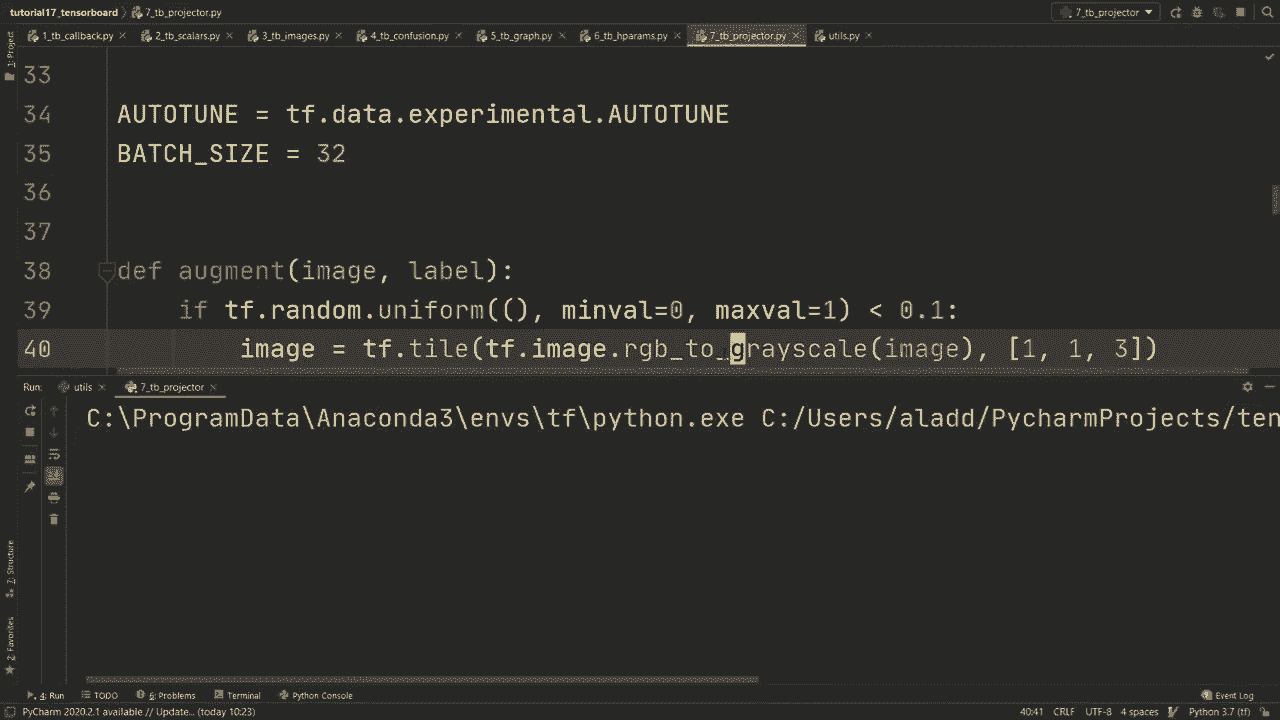 tutorial17_tensorboard 7_tb_projector.py 7_tb_projector
1_tb_callback.py 2_tb_scalars.py 3_tb_images.py 4_tb_confusion.py 5_tb_graph.py 6_tb_hparams.py 7_tb_projector.py utils.py
1: Project
33
34 AUTOTUNE = tf.data.experimental.AUTOTUNE
35 BATCH_SIZE = 32
36
37
38 def augment(image, label):
39 if tf.random.uniform((), minval=0, maxval=1) < 0.1:
40 image = tf.tile(tf.image.rgb_to_grayscale(image), [1, 1, 3])
Run: utils 7_tb_projector
C:\ProgramData\Anaconda3\envs\tf\python.exe C:/Users/aladd/PycharmProjects/ten
7: Structure
2: Favorites
4: Run TODO 6: Problems Terminal Python Console Event Log
PyCharm 2020.2.1 available // Update... (today 10:23) 40:41 CRLF UTF-8 4 spaces Python 3.7 (tf)